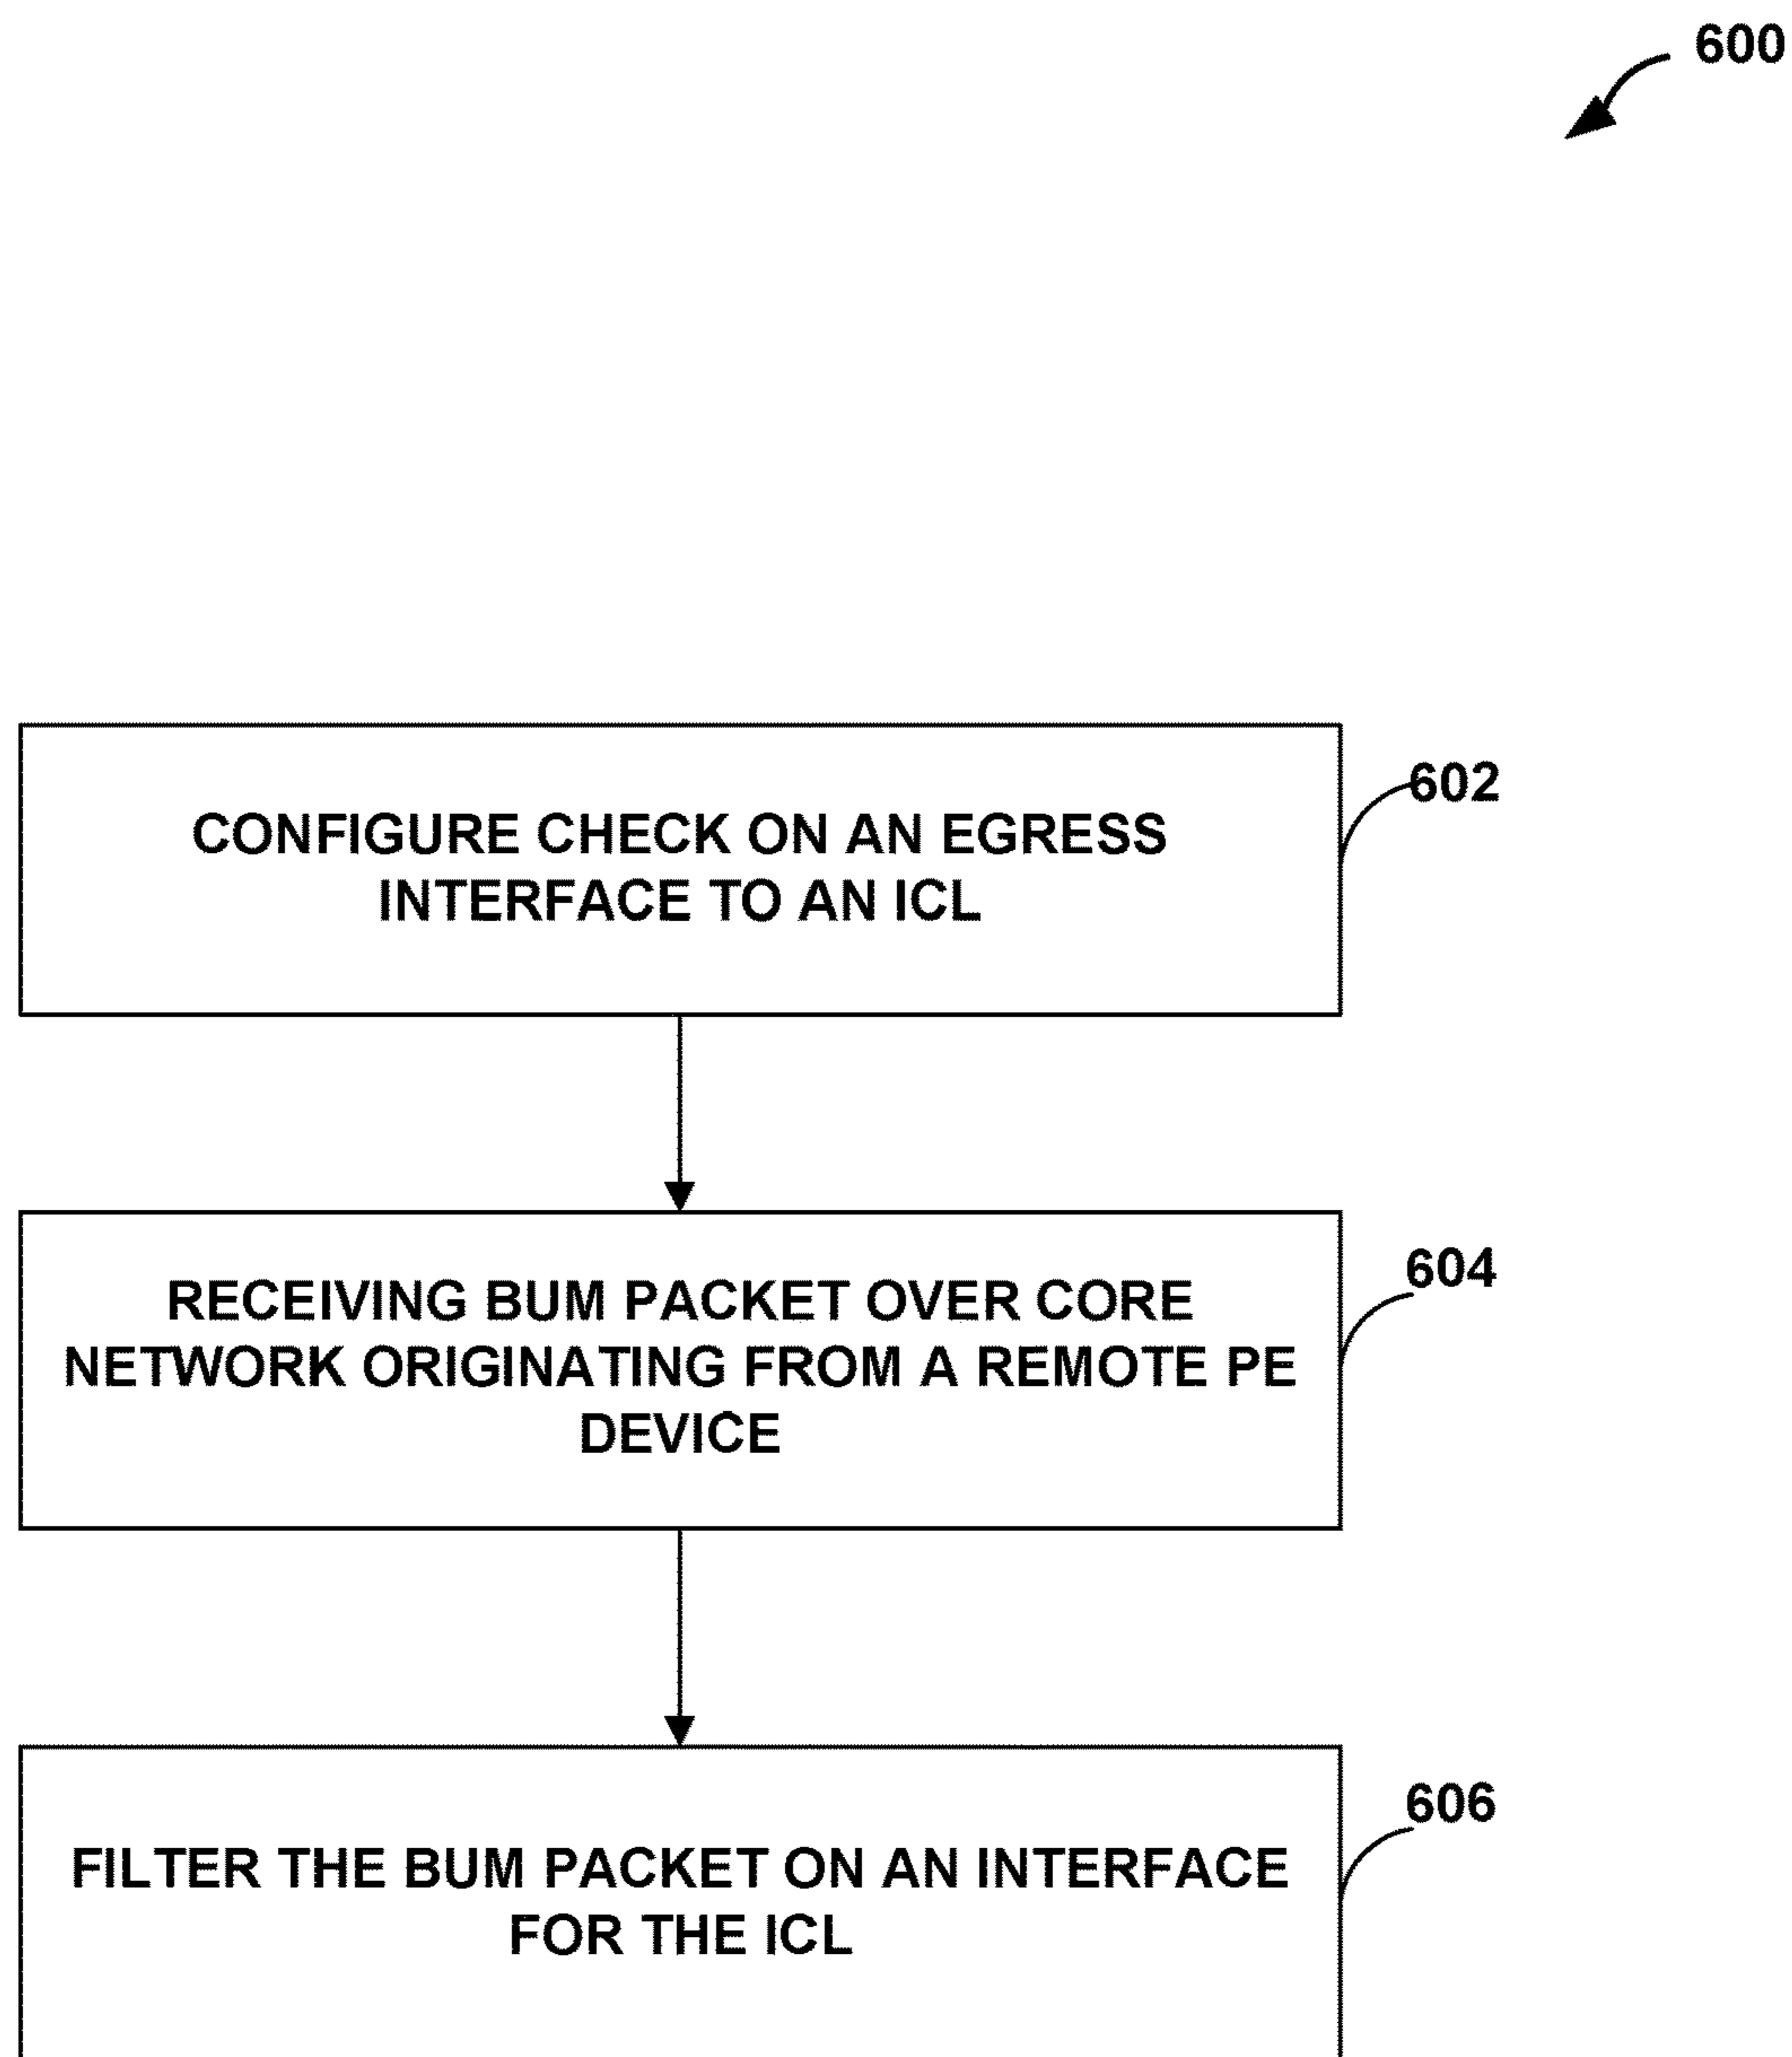 600
CONFIGURE CHECK ON AN EGRESS
INTERFACE TO AN ICL
602
RECEIVING BUM PACKET OVER CORE
NETWORK ORIGINATING FROM A REMOTE PE
DEVICE
604
FILTER THE BUM PACKET ON AN INTERFACE
FOR THE ICL
606